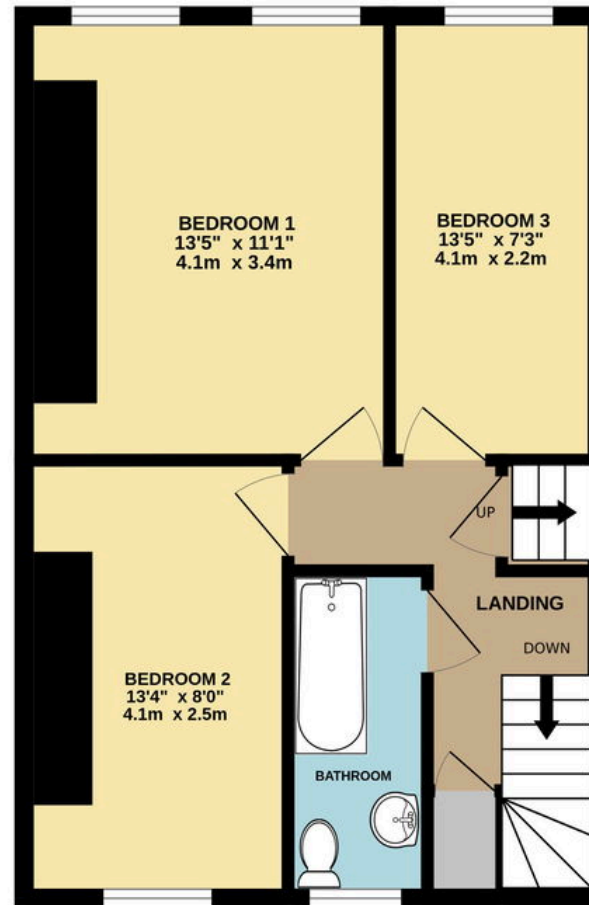 BEDROOM 1
13'5" x 11'1"
4.1m x 3.4m
BEDROOM 3
13'5" x 7'3"
4.1m x 2.2m
UP
LANDING
DOWN
BEDROOM 2
13'4" x 8'0"
4.1m x 2.5m
BATHROOM